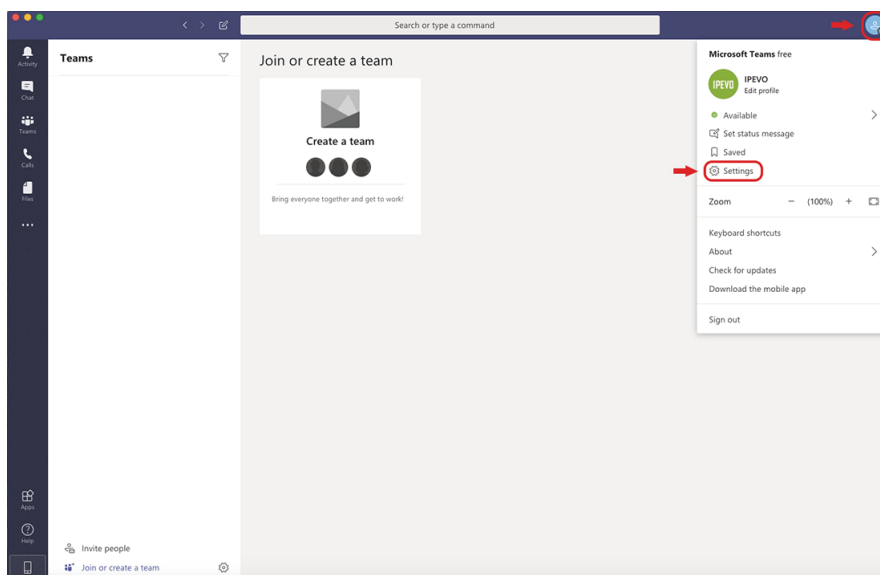 Search or type a command
Activity
Chat
Teams
Calls
Files
Apps
Help
Teams
Invite people
Join or create a team
Join or create a team
Create a team
Bring everyone together and get to work!
Microsoft Teams free
IPEVO
IPEVO
Edit profile
Available
Set status message
Saved
Settings
Zoom − (100%) +
Keyboard shortcuts
About
Check for updates
Download the mobile app
Sign out